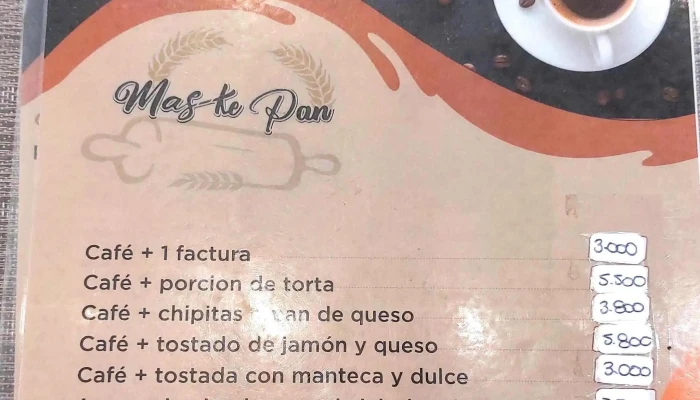 Mas-ke Pan
Café + 1 factura 3.000
Café + porcion de torta 5.500
Café + chipitas pan de queso 3.800
Café + tostado de jamón y queso 5.800
Café + tostada con manteca y dulce 3.000